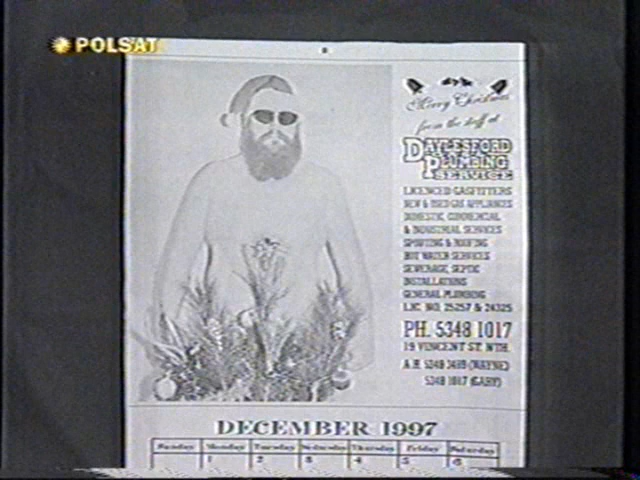 POLSAT
Merry Christmas
from the staff at
DAYLESFORD
PLUMBING
SERVICE
LICENCED GASFITTERS
NEW & USED GAS APPLIANCES
DOMESTIC, COMMERCIAL
& INDUSTRIAL SERVICES
SPOUTING & ROOFING
HOT WATER SERVICES
SEWERAGE, SEPTIC
INSTALLATIONS
GENERAL PLUMBING
LIC NO. 25257 & 24325
PH. 5348 1017
19 VINCENT ST. NTH.
A.H. 5348 3489 (WAYNE)
5348 1017 (GARY)
DECEMBER 1997
Sunday Monday Tuesday Wednesday Thursday Friday Saturday
1 2 3 4 5 6